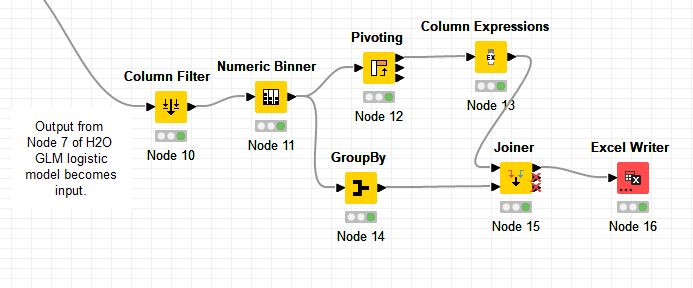 Column Expressions
Pivoting
Numeric Binner
Column Filter
EX
Node 13
Node 12
Node 11
Node 10
Output from
Node 7 of H2O
GLM logistic
model becomes
input.
GroupBy
Joiner
Excel Writer
X
Node 14
Node 15
Node 16